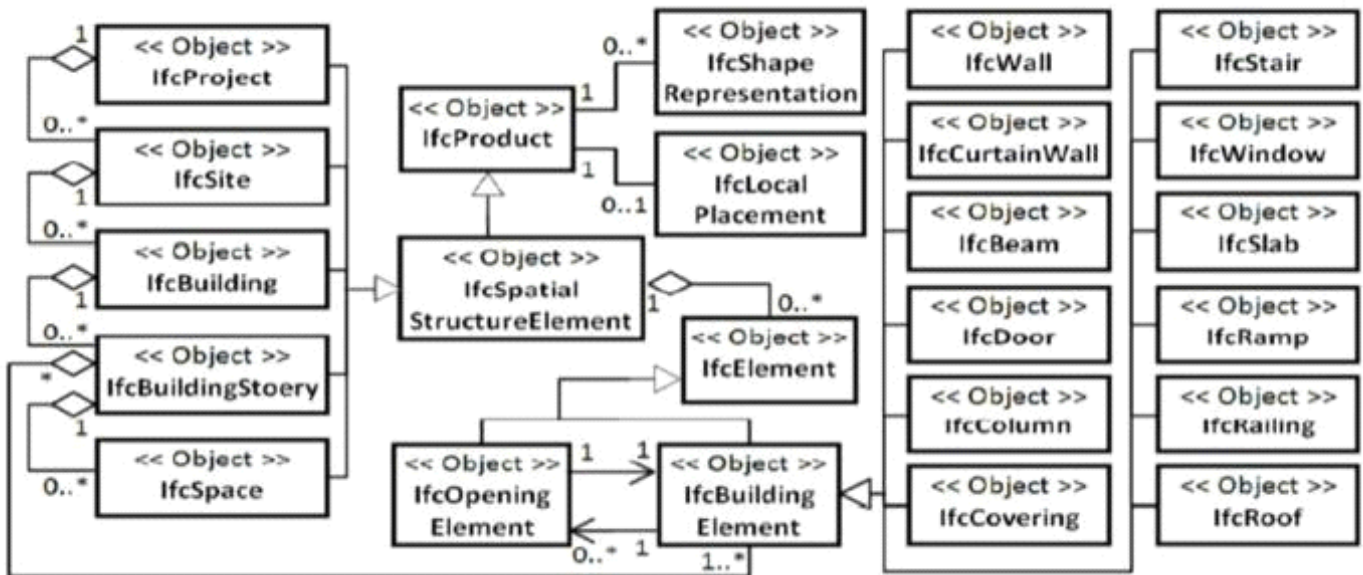 1
<< Object >>
IfcProject
0..*
<< Object >>
IfcSite
1
0..*
<< Object >>
IfcBuilding
1
0..*
<< Object >>
IfcBuildingStoery
*
1
<< Object >>
IfcSpace
0..*
<< Object >>
IfcProduct
1
0..*
<< Object >>
IfcShape
Representation
1
0..1
<< Object >>
IfcLocal
Placement
<< Object >>
IfcSpatial
StructureElement
1
0..*
<< Object >>
IfcElement
<< Object >>
IfcOpening
Element
1
1
0..*
1
<< Object >>
IfcBuilding
Element
1..*
<< Object >>
IfcWall
<< Object >>
IfcCurtainWall
<< Object >>
IfcBeam
<< Object >>
IfcDoor
<< Object >>
IfcColumn
<< Object >>
IfcCovering
<< Object >>
IfcStair
<< Object >>
IfcWindow
<< Object >>
IfcSlab
<< Object >>
IfcRamp
<< Object >>
IfcRailing
<< Object >>
IfcRoof